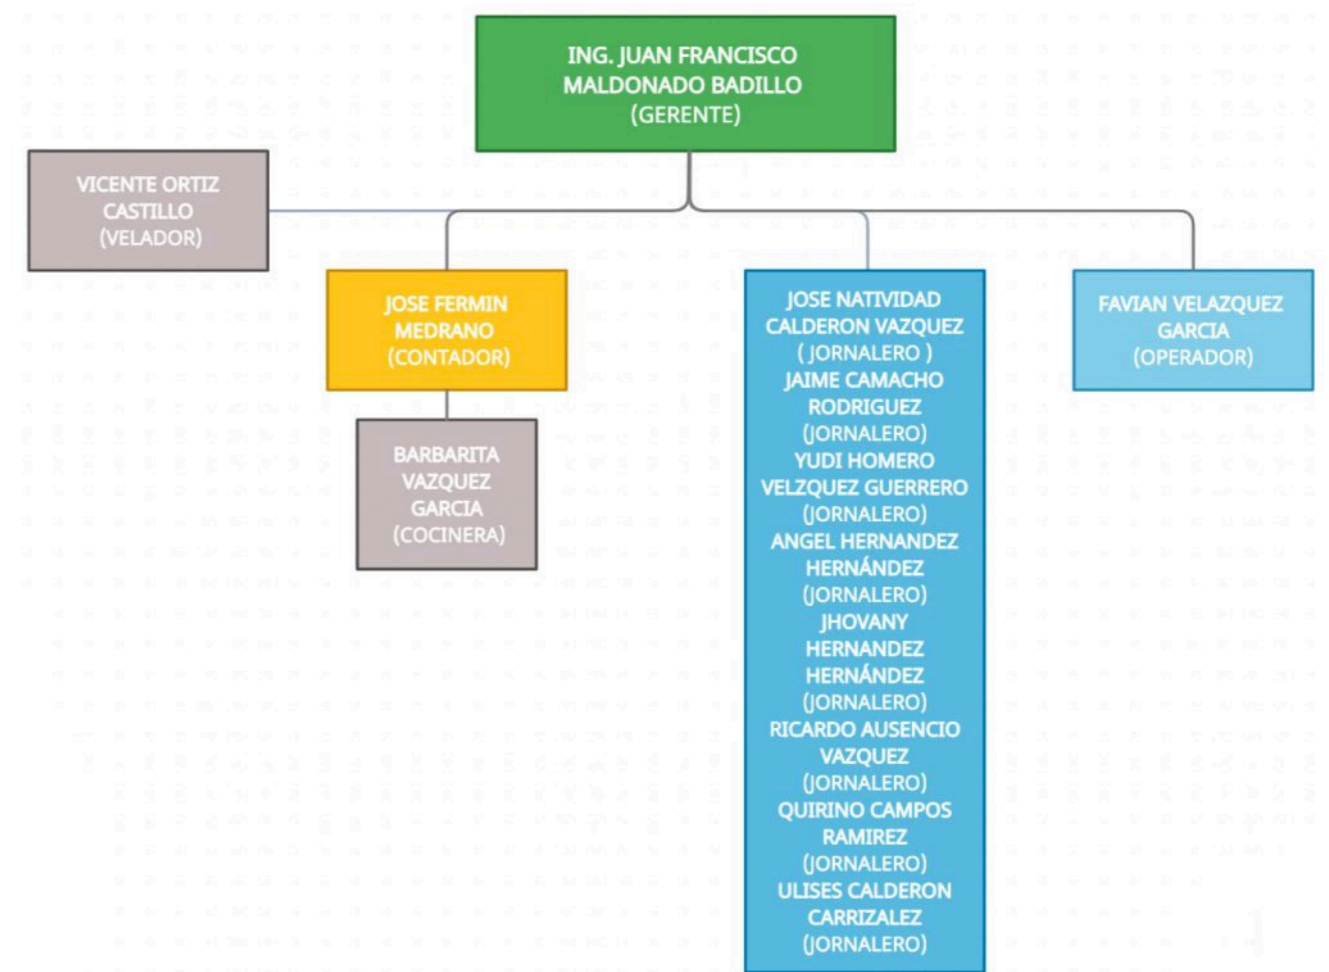 ING. JUAN FRANCISCO
MALDONADO BADILLO
(GERENTE)
VICENTE ORTIZ
CASTILLO
(VELADOR)
JOSE FERMIN
MEDRANO
(CONTADOR)
BARBARITA
VAZQUEZ
GARCIA
(COCINERA)
JOSE NATIVIDAD
CALDERON VAZQUEZ
( JORNALERO )
JAIME CAMACHO
RODRIGUEZ
(JORNALERO)
YUDI HOMERO
VELZQUEZ GUERRERO
(JORNALERO)
ANGEL HERNANDEZ
HERNÁNDEZ
(JORNALERO)
JHOVANY
HERNANDEZ
HERNÁNDEZ
(JORNALERO)
RICARDO AUSENCIO
VAZQUEZ
(JORNALERO)
QUIRINO CAMPOS
RAMIREZ
(JORNALERO)
ULISES CALDERON
CARRIZALEZ
(JORNALERO)
FAVIAN VELAZQUEZ
GARCIA
(OPERADOR)